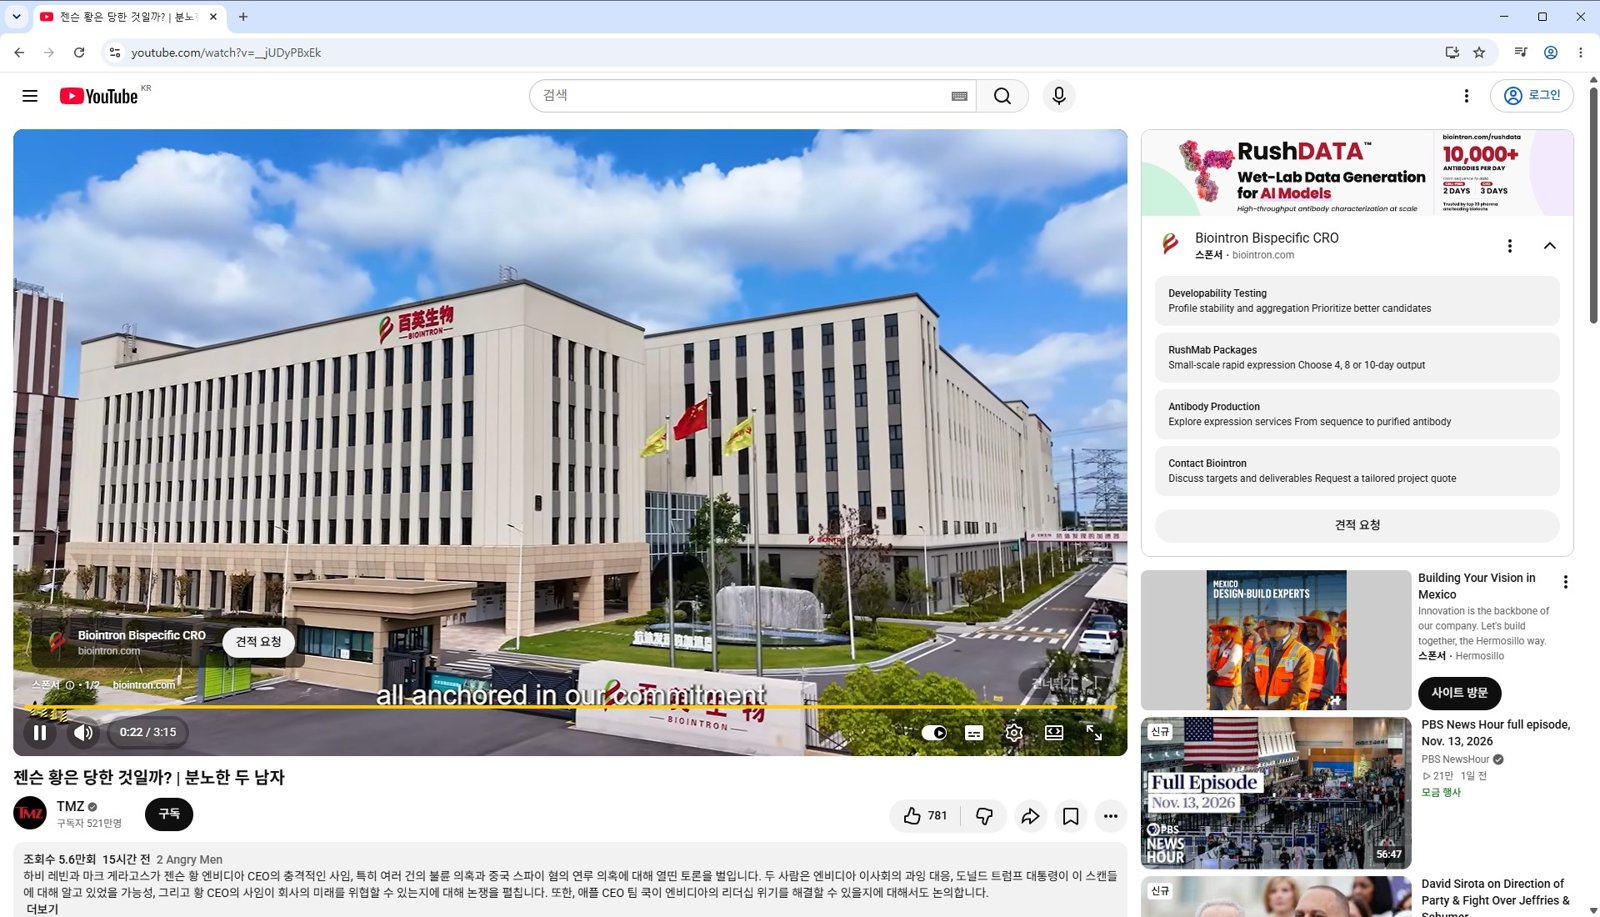 젠슨 황은 당한 것일까? | 분노한
youtube.com/watch?v=__jUDyPBxEk
YouTube KR
검색
로그인
百英生物
BIOINTRON
BIOINTRON
BIOINTRON
Biointron Bispecific CRO
biointron.com
견적 요청
스폰서 · 1/2 biointron.com
건너뛰기
all anchored in our commitment
0:22 / 3:15
RushDATA™
Wet-Lab Data Generation
for AI Models
High-throughput antibody characterization at scale
biointron.com/rushdata
10,000+
ANTIBODIES PER DAY
2 DAYS 3 DAYS
Biointron Bispecific CRO
스폰서 · biointron.com
Developability Testing
Profile stability and aggregation Prioritize better candidates
RushMab Packages
Small-scale rapid expression Choose 4, 8 or 10-day output
Antibody Production
Explore expression services From sequence to purified antibody
Contact Biointron
Discuss targets and deliverables Request a tailored project quote
견적 요청
MEXICO
DESIGN-BUILD EXPERTS
Building Your Vision in
Mexico
Innovation is the backbone of
our company. Let's build
together, the Hermosillo way.
스폰서 · Hermosillo
사이트 방문
신규
Full Episode
Nov. 13, 2026
PBS
NEWS
HOUR
56:47
PBS News Hour full episode,
Nov. 13, 2026
PBS NewsHour
21만 1일 전
모금 행사
신규
David Sirota on Direction of
Party & Fight Over Jeffries &
Schumer
젠슨 황은 당한 것일까? | 분노한 두 남자
TMZ
TMZ
구독자 521만명
구독
781
조회수 5.6만회 15시간 전 2 Angry Men
하비 레빈과 마크 게라고스가 젠슨 황 엔비디아 CEO의 충격적인 사임, 특히 여러 건의 불륜 의혹과 중국 스파이 혐의 연루 의혹에 대해 열띤 토론을 벌입니다. 두 사람은 엔비디아 이사회의 과잉 대응, 도널드 트럼프 대통령이 이 스캔들
에 대해 알고 있었을 가능성, 그리고 황 CEO의 사임이 회사의 미래를 위협할 수 있는지에 대해 논쟁을 펼칩니다. 또한, 애플 CEO 팀 쿡이 엔비디아의 리더십 위기를 해결할 수 있을지에 대해서도 논의합니다.
더보기